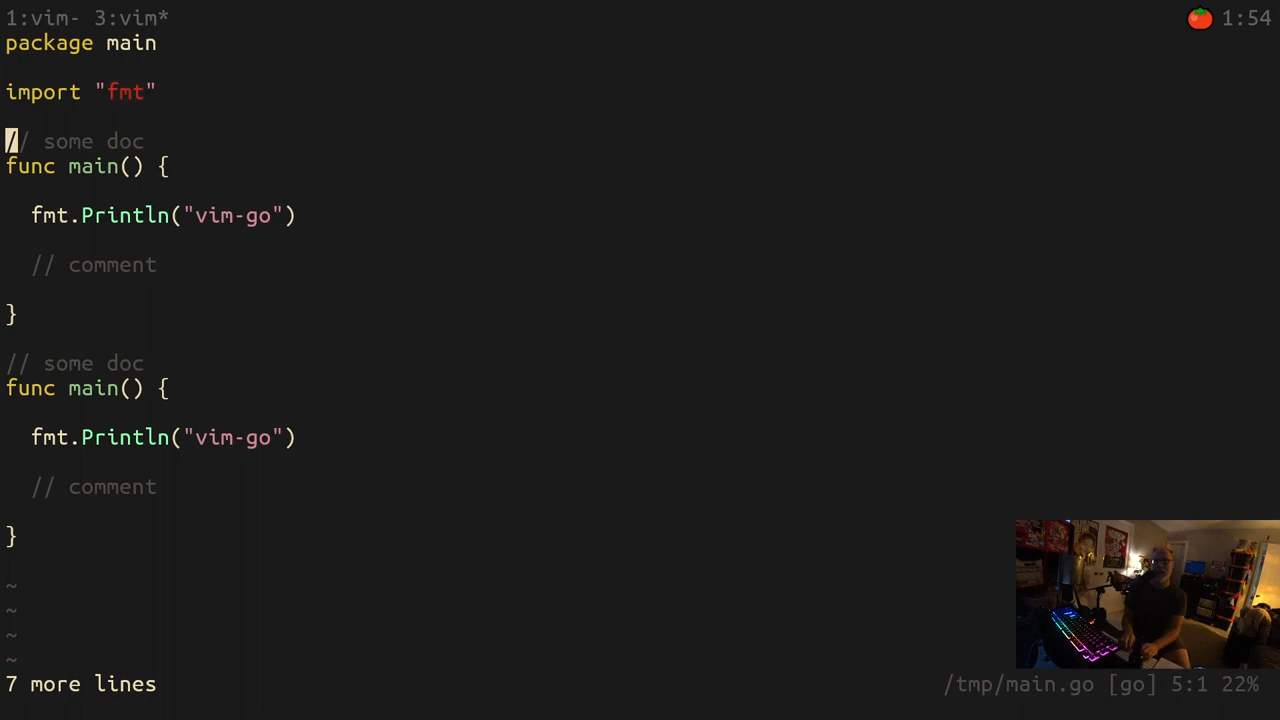 1:vim- 3:vim* 1:54
package main
import "fmt"
// some doc
func main() {
fmt.Println("vim-go")
// comment
}
// some doc
func main() {
fmt.Println("vim-go")
// comment
}
~
~
~
~
7 more lines /tmp/main.go [go] 5:1 22%